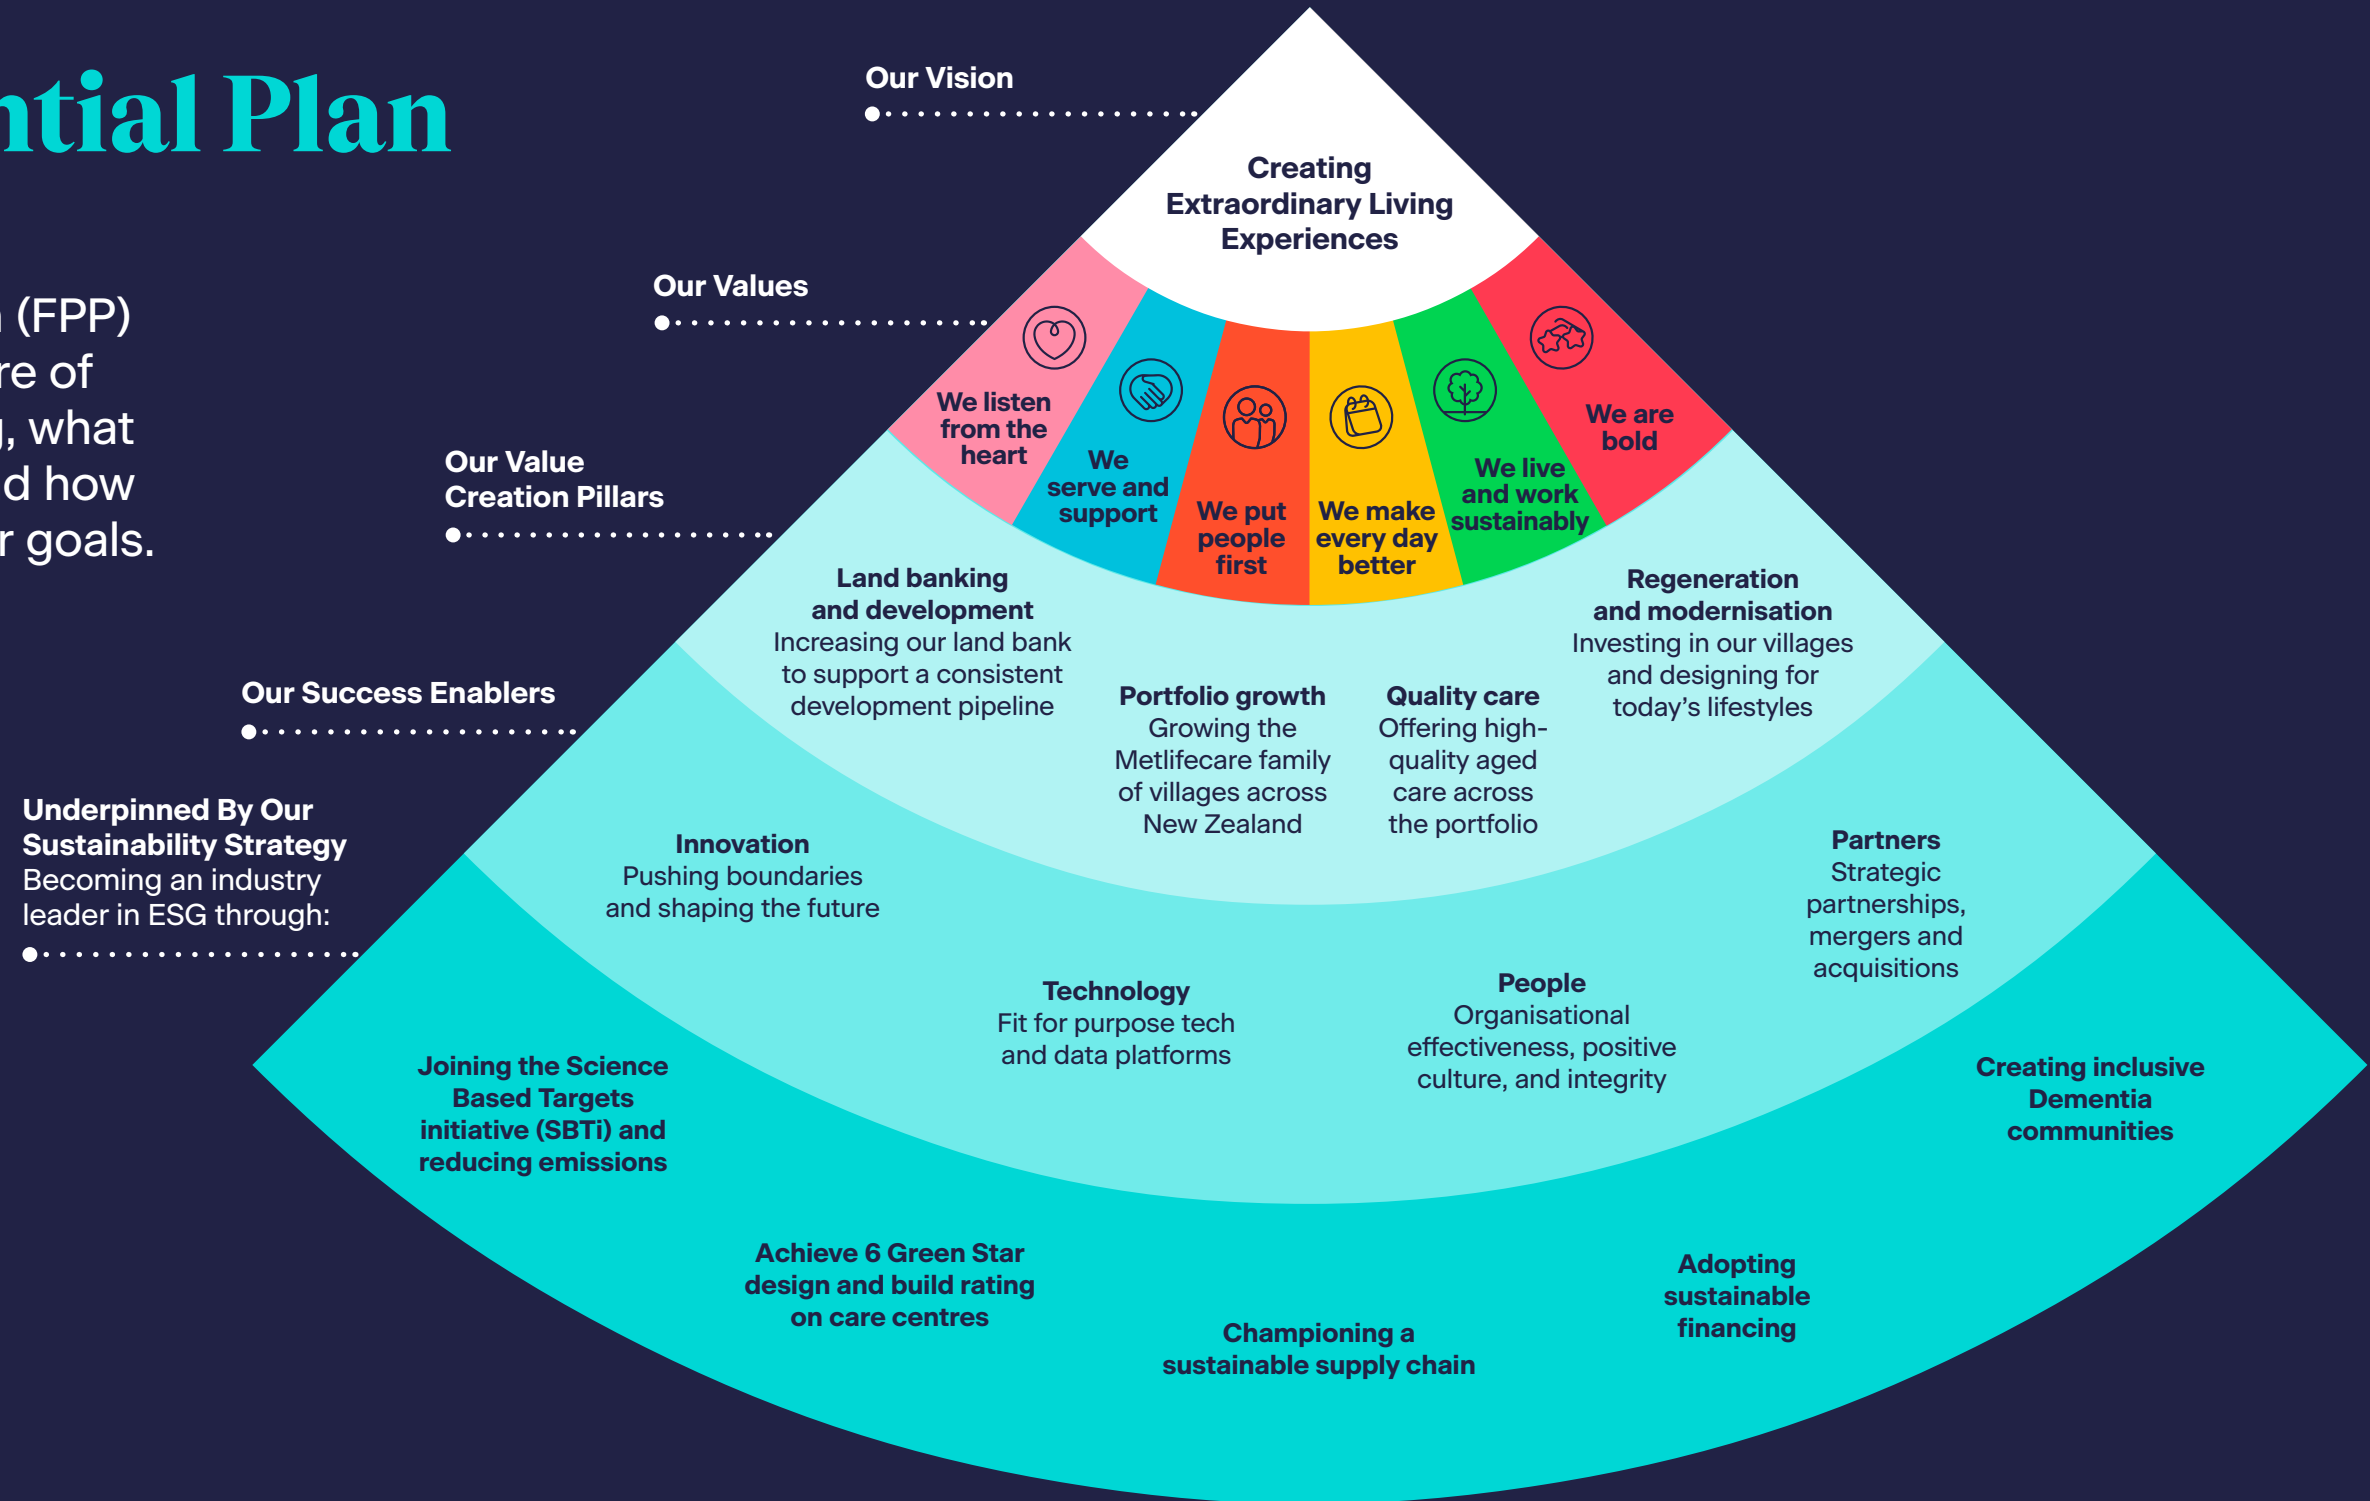 ntial Plan
(FPP)
re of
, what
d how
r goals.
Our Vision
Creating
Extraordinary Living
Experiences
Our Values
We listen
from the
heart
We
serve and
support
We put
people
first
We make
every day
better
We live
and work
sustainably
We are
bold
Our Value
Creation Pillars
Land banking
and development
Increasing our land bank
to support a consistent
development pipeline
Portfolio growth
Growing the
Metlifecare family
of villages across
New Zealand
Quality care
Offering high-
quality aged
care across
the portfolio
Regeneration
and modernisation
Investing in our villages
and designing for
today’s lifestyles
Our Success Enablers
Innovation
Pushing boundaries
and shaping the future
Technology
Fit for purpose tech
and data platforms
People
Organisational
effectiveness, positive
culture, and integrity
Partners
Strategic
partnerships,
mergers and
acquisitions
Underpinned By Our
Sustainability Strategy
Becoming an industry
leader in ESG through:
Joining the Science
Based Targets
initiative (SBTi) and
reducing emissions
Achieve 6 Green Star
design and build rating
on care centres
Championing a
sustainable supply chain
Adopting
sustainable
financing
Creating inclusive
Dementia
communities